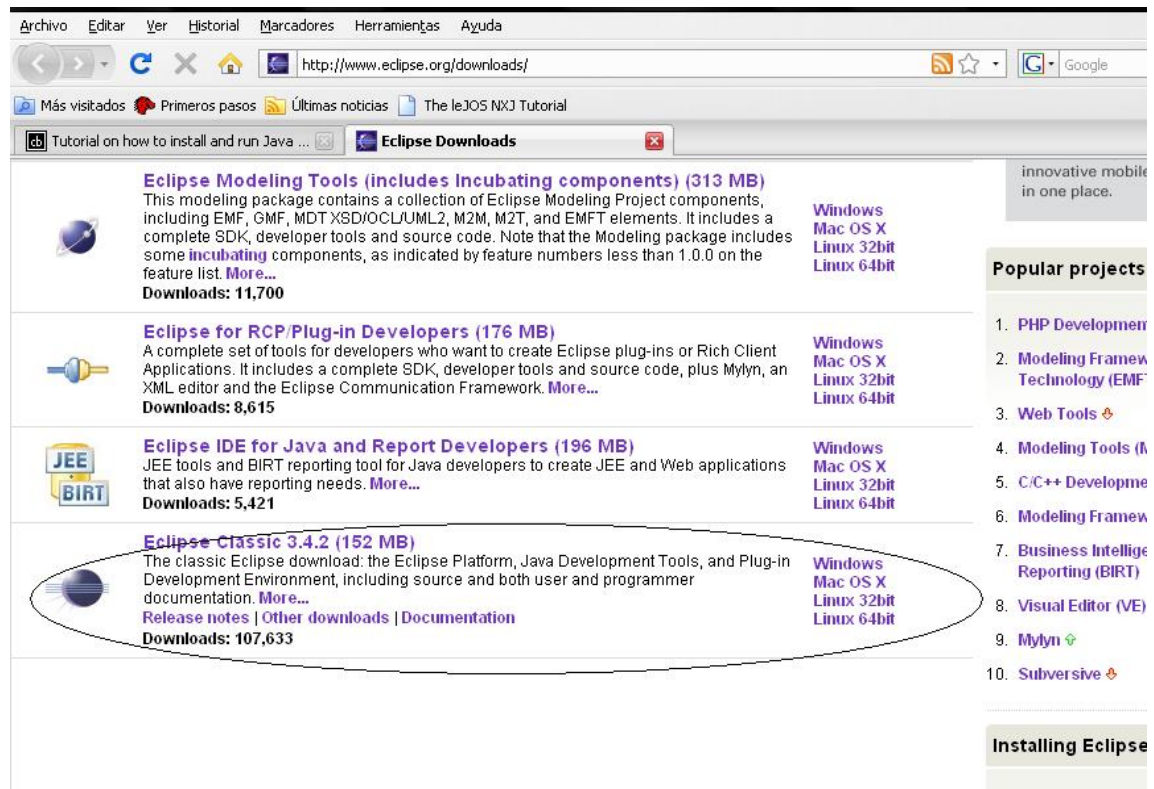 Archivo Editar Ver Historial Marcadores Herramientas Ayuda
http://www.eclipse.org/downloads/
G Google
Más visitados Primeros pasos Últimas noticias The leJOS NXJ Tutorial
cb Tutorial on how to install and run Java ... Eclipse Downloads
Eclipse Modeling Tools (includes Incubating components) (313 MB)
This modeling package contains a collection of Eclipse Modeling Project components,
including EMF, GMF, MDT XSD/OCL/UML2, M2M, M2T, and EMFT elements. It includes a
complete SDK, developer tools and source code. Note that the Modeling package includes
some incubating components, as indicated by feature numbers less than 1.0.0 on the
feature list. More...
Downloads: 11,700
Windows
Mac OS X
Linux 32bit
Linux 64bit
Eclipse for RCP/Plug-in Developers (176 MB)
A complete set of tools for developers who want to create Eclipse plug-ins or Rich Client
Applications. It includes a complete SDK, developer tools and source code, plus Mylyn, an
XML editor and the Eclipse Communication Framework. More...
Downloads: 8,615
Windows
Mac OS X
Linux 32bit
Linux 64bit
JEE
BIRT
Eclipse IDE for Java and Report Developers (196 MB)
JEE tools and BIRT reporting tool for Java developers to create JEE and Web applications
that also have reporting needs. More...
Downloads: 5,421
Windows
Mac OS X
Linux 32bit
Linux 64bit
Eclipse Classic 3.4.2 (152 MB)
The classic Eclipse download: the Eclipse Platform, Java Development Tools, and Plug-in
Development Environment, including source and both user and programmer
documentation. More...
Release notes | Other downloads | Documentation
Downloads: 107,633
Windows
Mac OS X
Linux 32bit
Linux 64bit
innovative mobile
in one place.
Popular projects
1. PHP Developmen
2. Modeling Framew
Technology (EMF
3. Web Tools
4. Modeling Tools (M
5. C/C++ Developme
6. Modeling Framew
7. Business Intellige
Reporting (BIRT)
8. Visual Editor (VE)
9. Mylyn
10. Subversive
Installing Eclipse